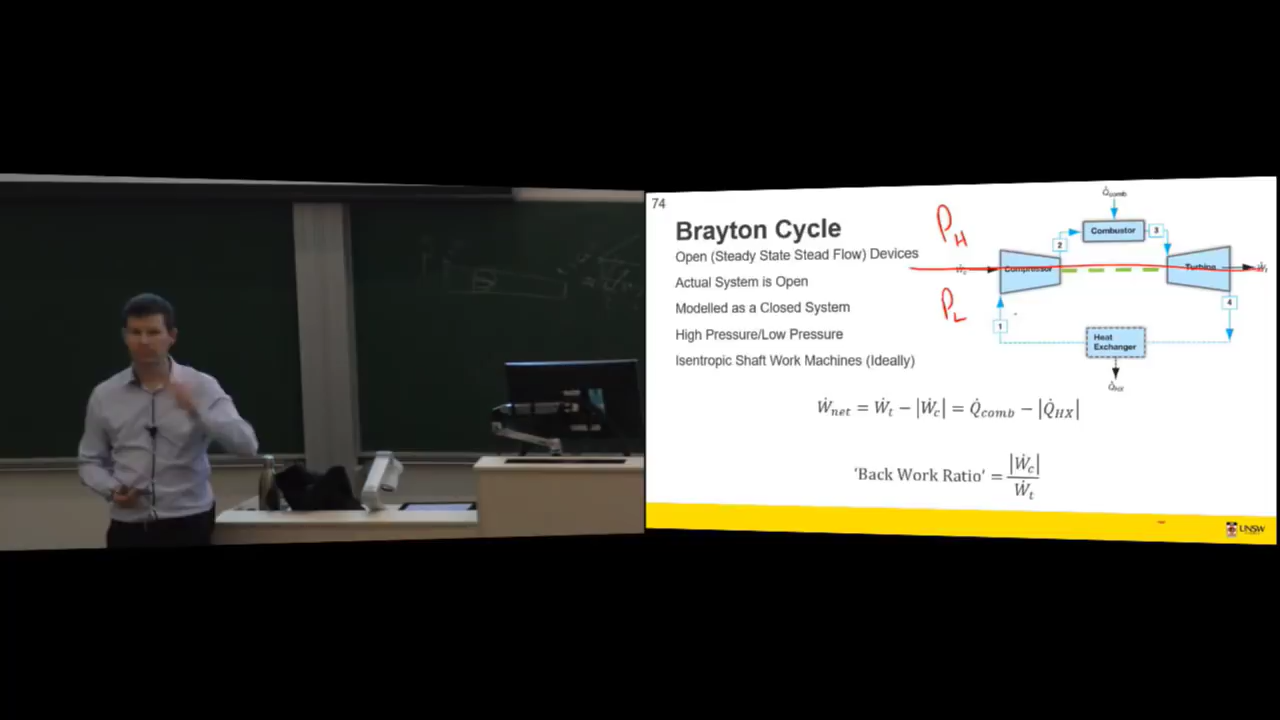 74
Brayton Cycle
Open (Steady State Stead Flow) Devices
Actual System is Open
Modelled as a Closed System
High Pressure/Low Pressure
Isentropic Shaft Work Machines (Ideally)
P_H
P_L
Q̇comb
Combustor
2
3
Ẇc
Compressor
Turbine
Ẇt
1
4
Heat
Exchanger
Q̇HX
Ẇnet = Ẇt − |Ẇc| = Q̇comb − |Q̇HX|
'Back Work Ratio' = |Ẇc| / Ẇt
UNSW